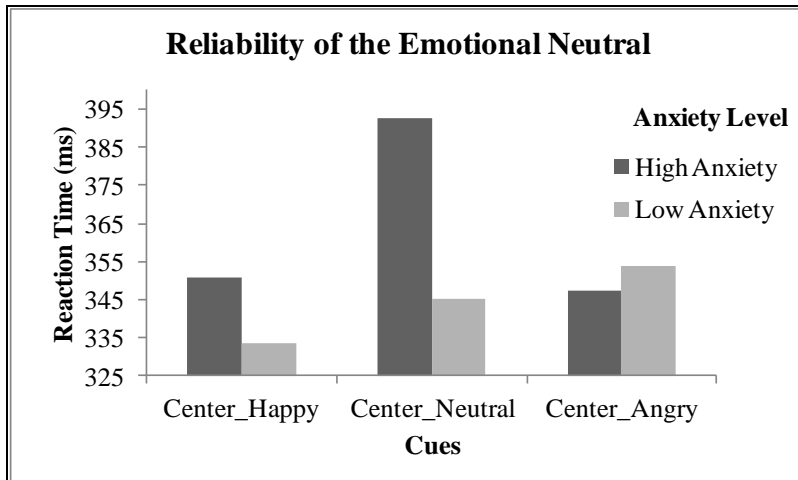 Reliability of the Emotional Neutral
395
385
375
365
355
345
335
325
Reaction Time (ms)
Anxiety Level
High Anxiety
Low Anxiety
Center_Happy Center_Neutral Center_Angry
Cues